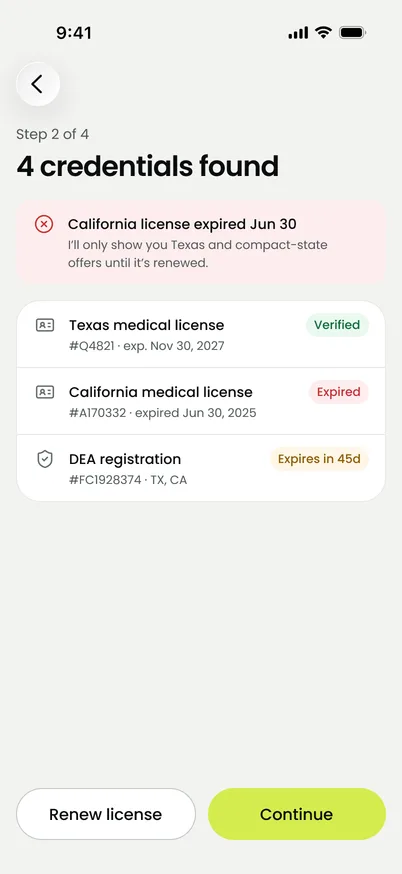 9:41
Step 2 of 4
4 credentials found
California license expired Jun 30
I'll only show you Texas and compact-state
offers until it's renewed.
Texas medical license
Verified
#Q4821 · exp. Nov 30, 2027
California medical license
Expired
#A170332 · expired Jun 30, 2025
DEA registration
Expires in 45d
#FC1928374 · TX, CA
Renew license
Continue